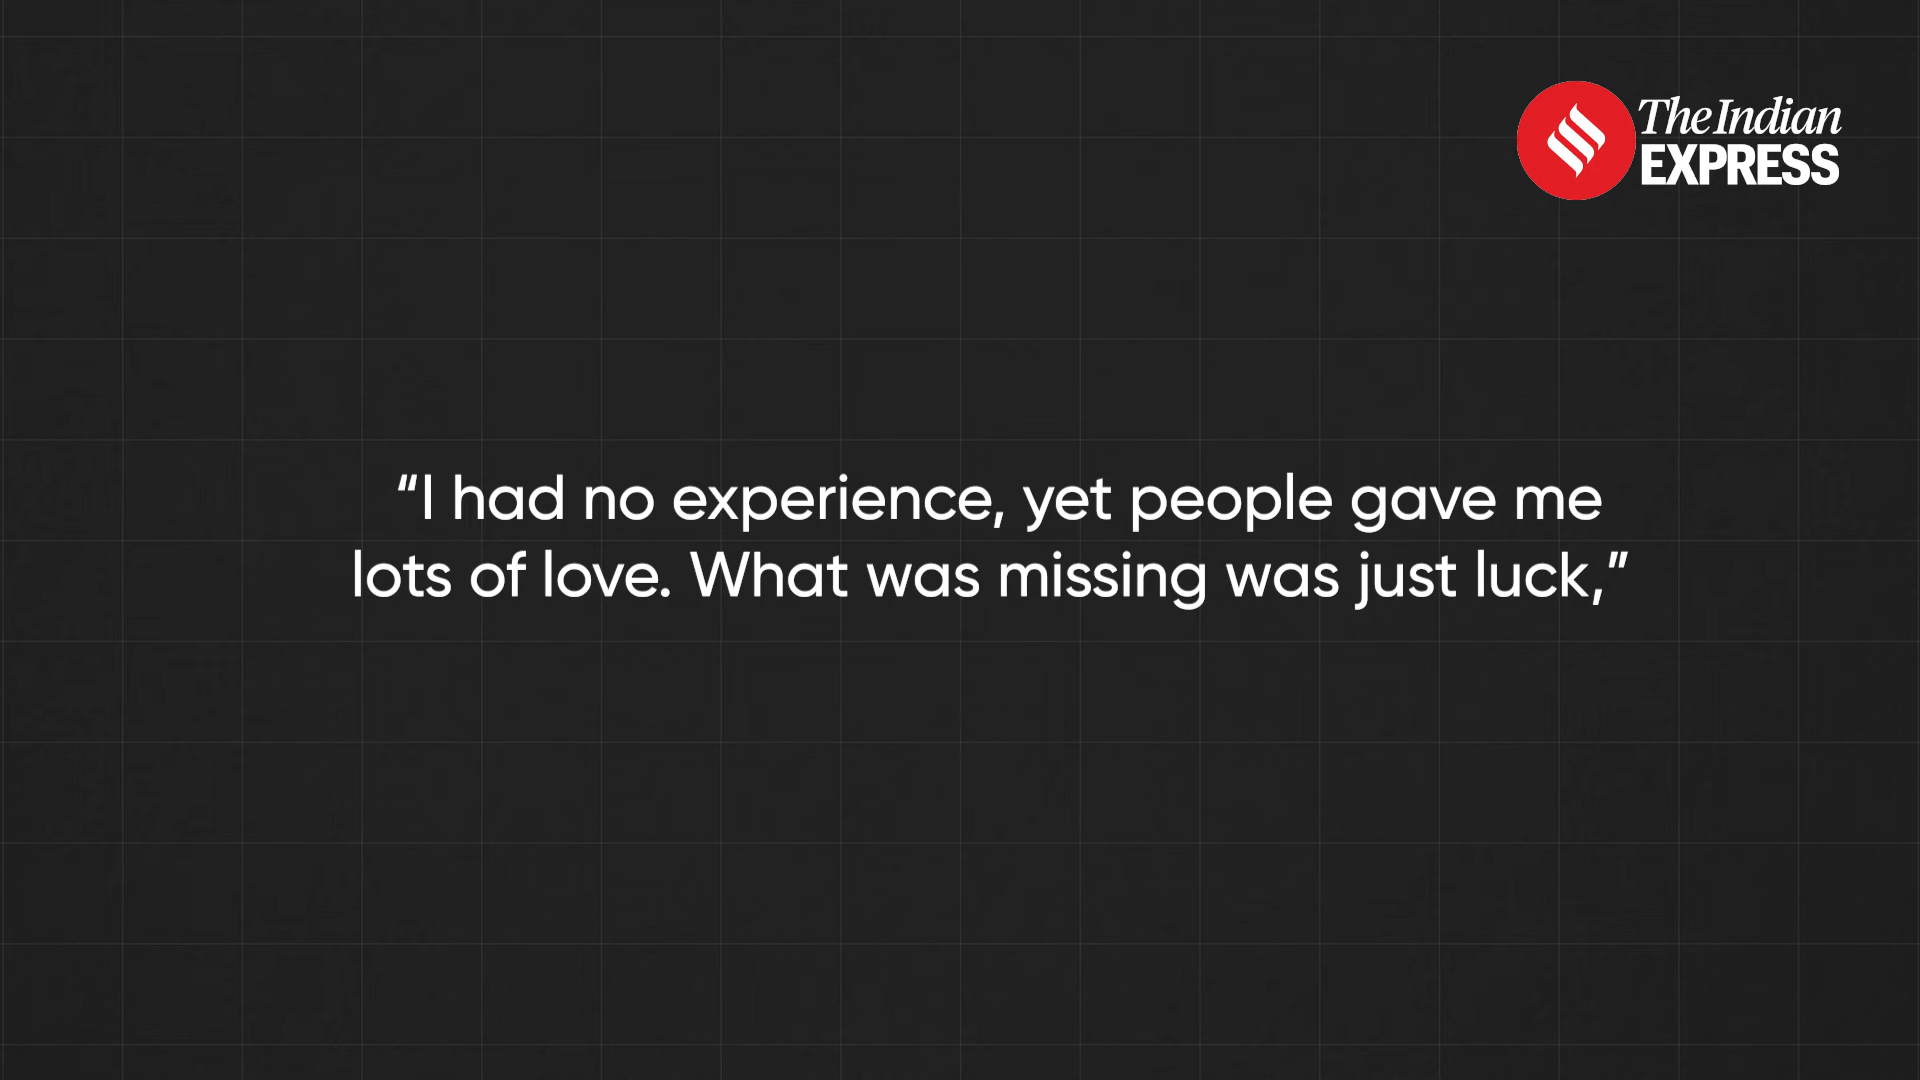 The Indian
EXPRESS
“I had no experience, yet people gave me
lots of love. What was missing was just luck,”